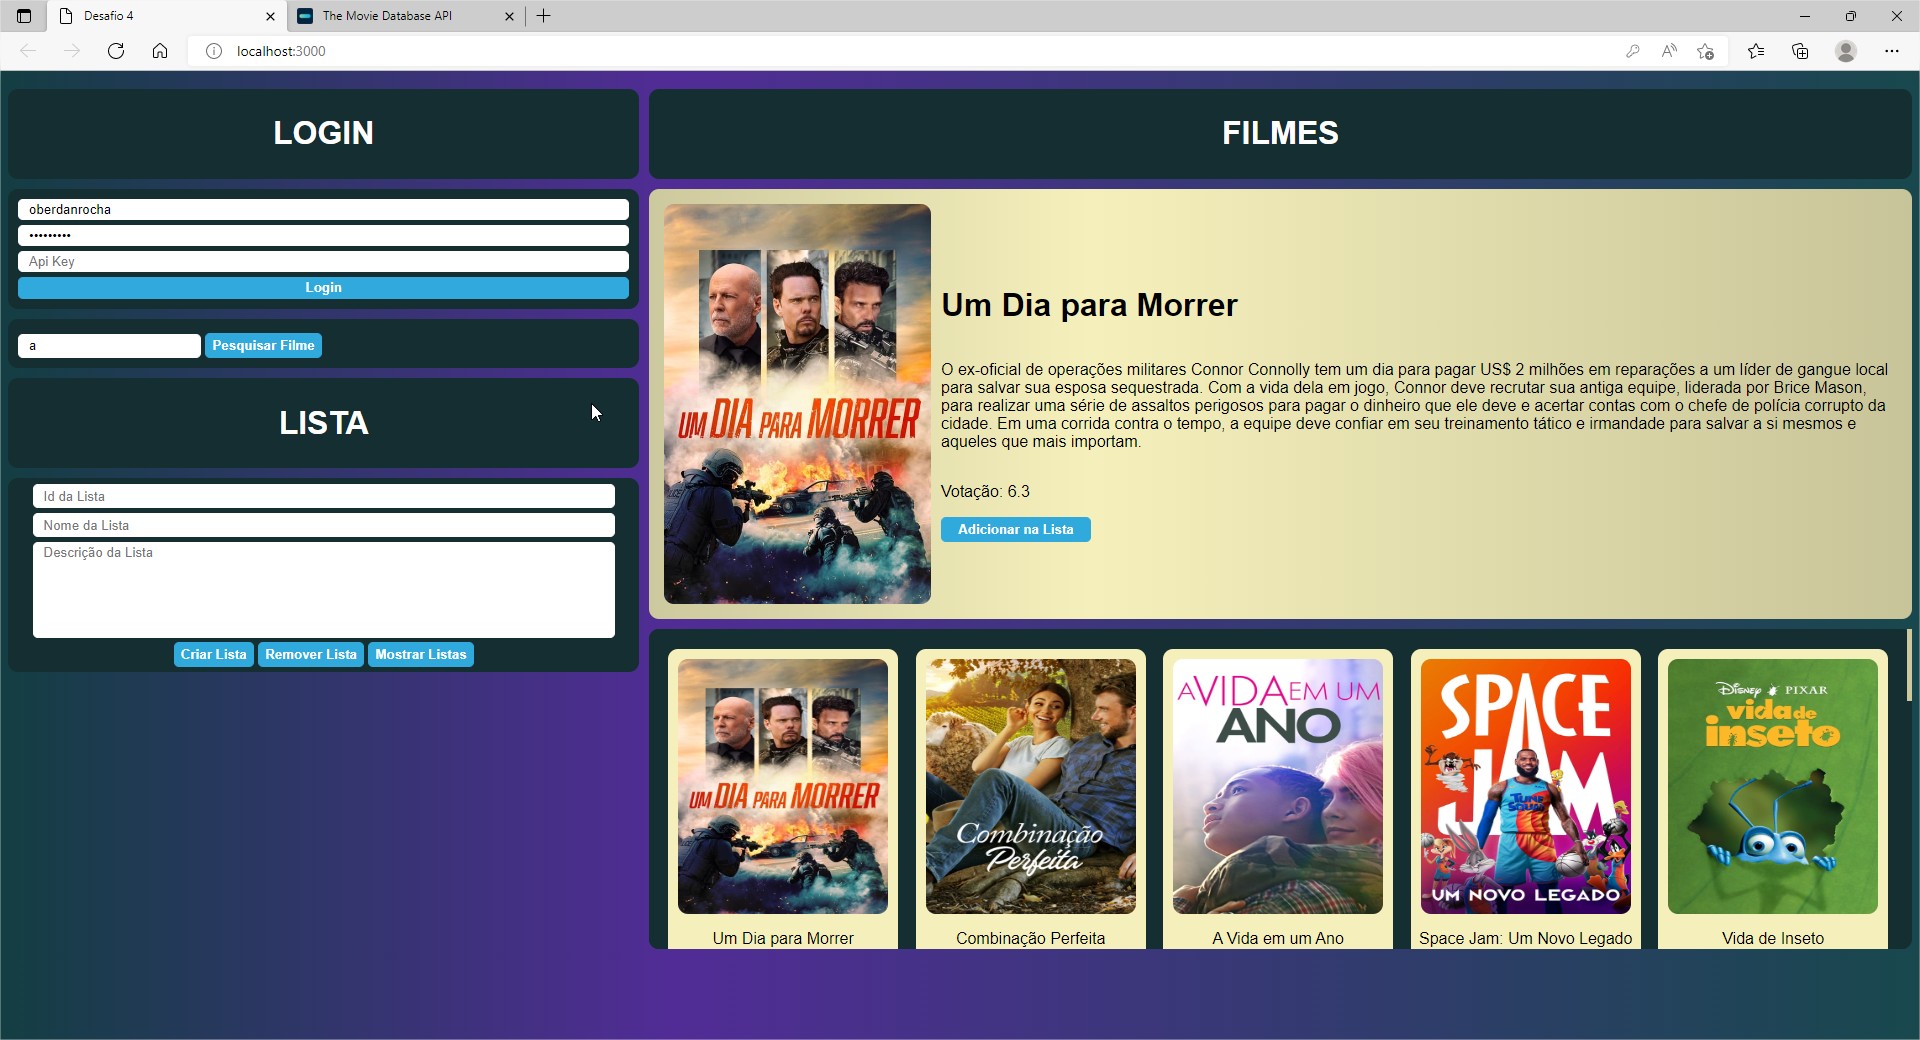 Desafio 4
The Movie Database API
localhost:3000
LOGIN
oberdanrocha
•••••••••
Api Key
Login
a
Pesquisar Filme
LISTA
Id da Lista
Nome da Lista
Descrição da Lista
Criar Lista
Remover Lista
Mostrar Listas
FILMES
UM DIA PARA MORRER
Um Dia para Morrer
O ex-oficial de operações militares Connor Connolly tem um dia para pagar US$ 2 milhões em reparações a um líder de gangue local
para salvar sua esposa sequestrada. Com a vida dela em jogo, Connor deve recrutar sua antiga equipe, liderada por Brice Mason,
para realizar uma série de assaltos perigosos para pagar o dinheiro que ele deve e acertar contas com o chefe de polícia corrupto da
cidade. Em uma corrida contra o tempo, a equipe deve confiar em seu treinamento tático e irmandade para salvar a si mesmos e
aqueles que mais importam.
Votação: 6.3
Adicionar na Lista
UM DIA PARA MORRER
Um Dia para Morrer
Combinação
Perfeita
Combinação Perfeita
A VIDA EM UM
ANO
A Vida em um Ano
SPACE
JAM
TUNE
SQUAD
UM NOVO LEGADO
Space Jam: Um Novo Legado
Disney PIXAR
vida de
inseto
Vida de Inseto